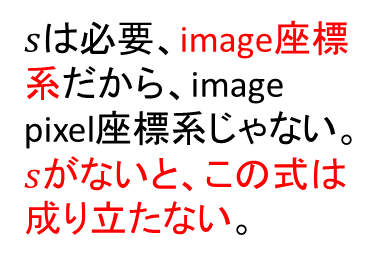 sは必要、image座標
系だから、image
pixel座標系じゃない。
sがないと、この式は
成り立たない。